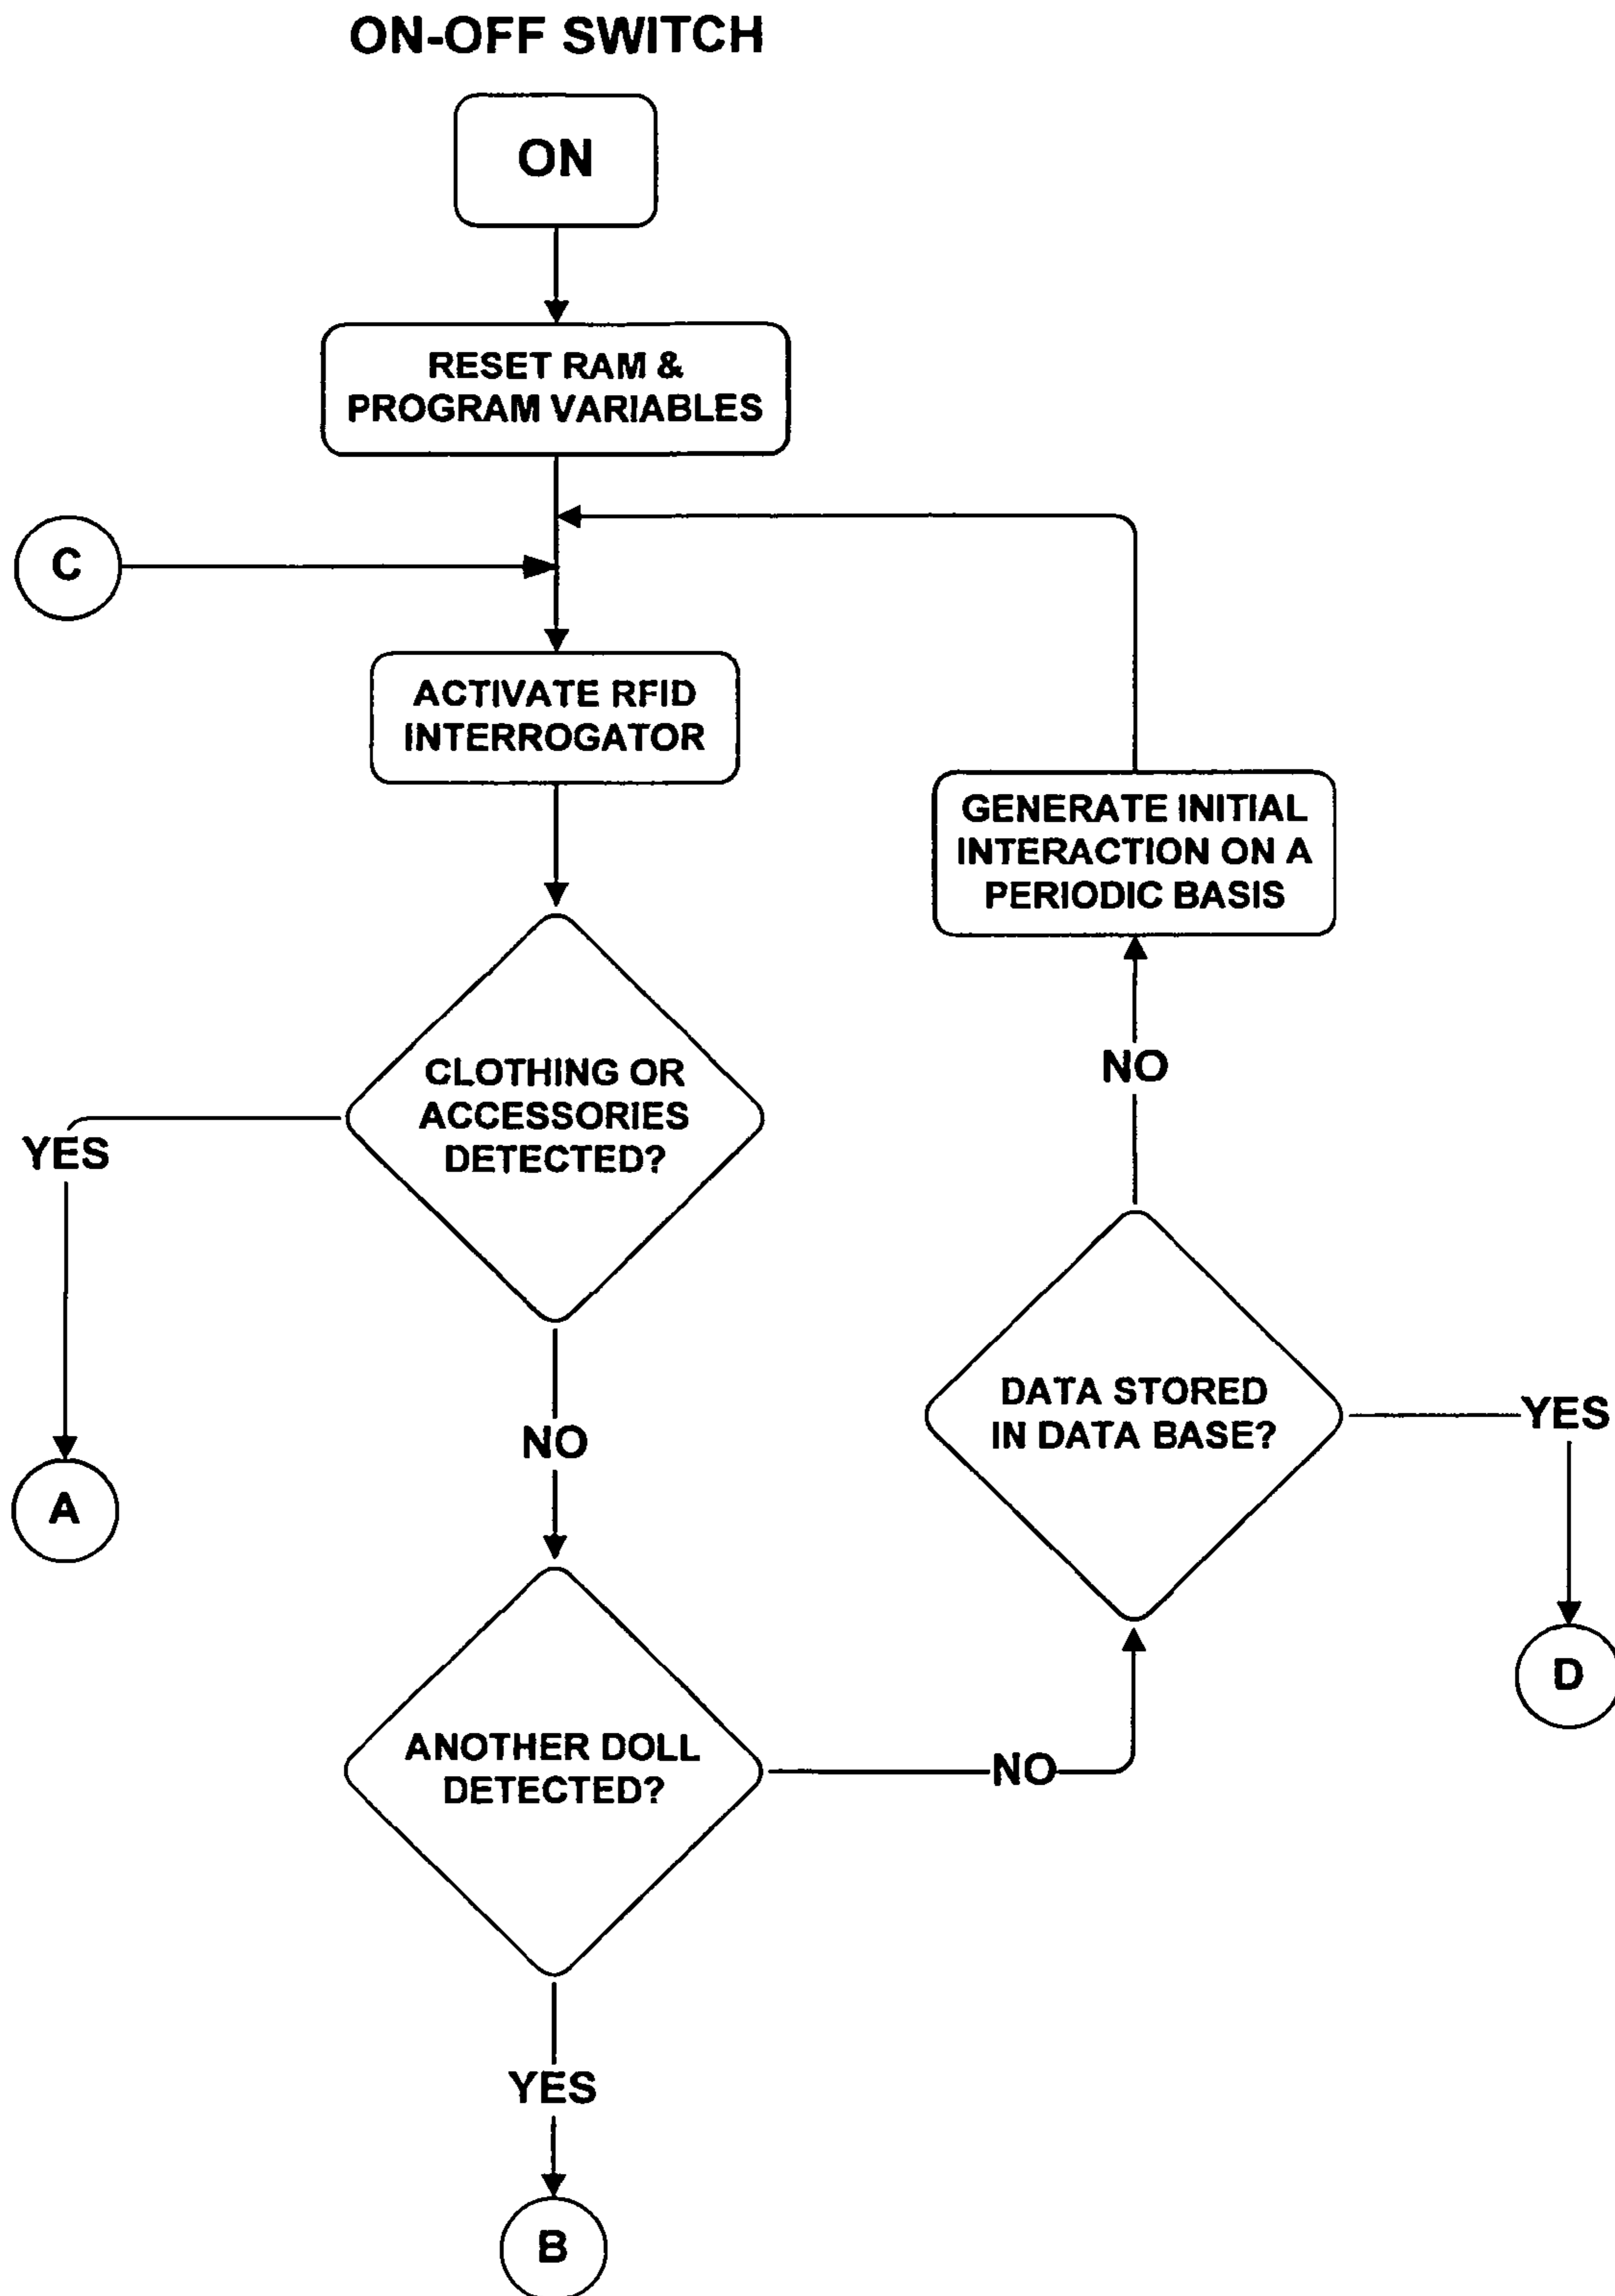 ON-OFF SWITCH
ON
RESET RAM &
PROGRAM VARIABLES
C
ACTIVATE RFID
INTERROGATOR
GENERATE INITIAL
INTERACTION ON A
PERIODIC BASIS
CLOTHING OR
ACCESSORIES
DETECTED?
YES
NO
A
NO
DATA STORED
IN DATA BASE?
YES
D
ANOTHER DOLL
DETECTED?
NO
YES
B